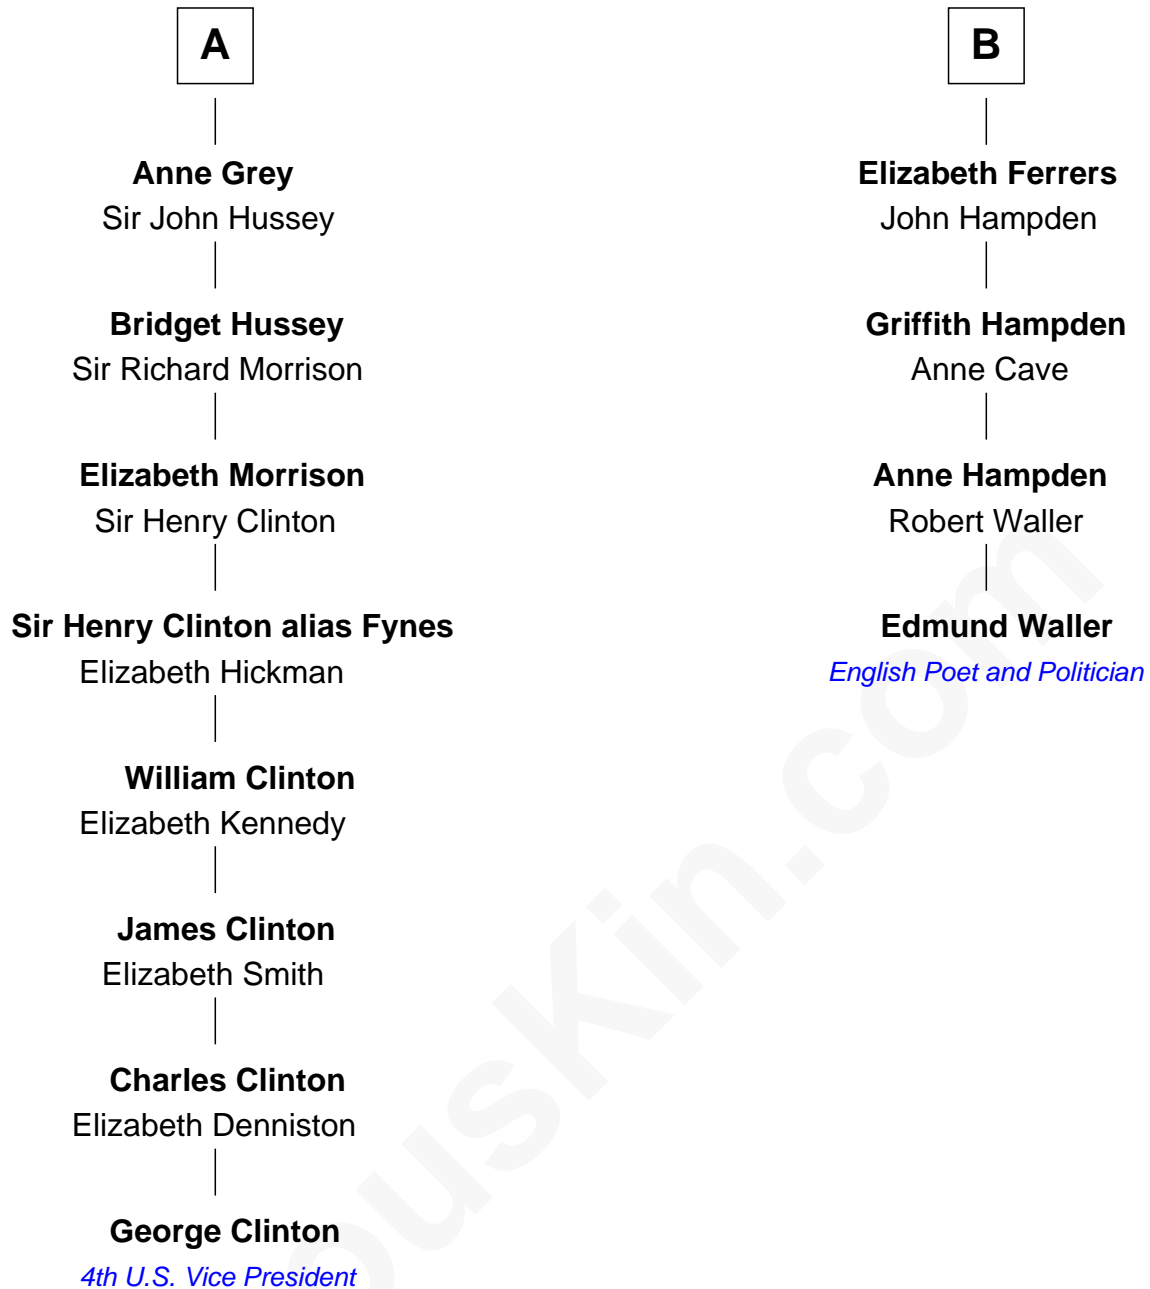 A
Anne Grey
Sir John Hussey
Bridget Hussey
Sir Richard Morrison
Elizabeth Morrison
Sir Henry Clinton
Sir Henry Clinton alias Fynes
Elizabeth Hickman
William Clinton
Elizabeth Kennedy
James Clinton
Elizabeth Smith
Charles Clinton
Elizabeth Denniston
George Clinton
4th U.S. Vice President
B
Elizabeth Ferrers
John Hampden
Griffith Hampden
Anne Cave
Anne Hampden
Robert Waller
Edmund Waller
English Poet and Politician
ousKin.com